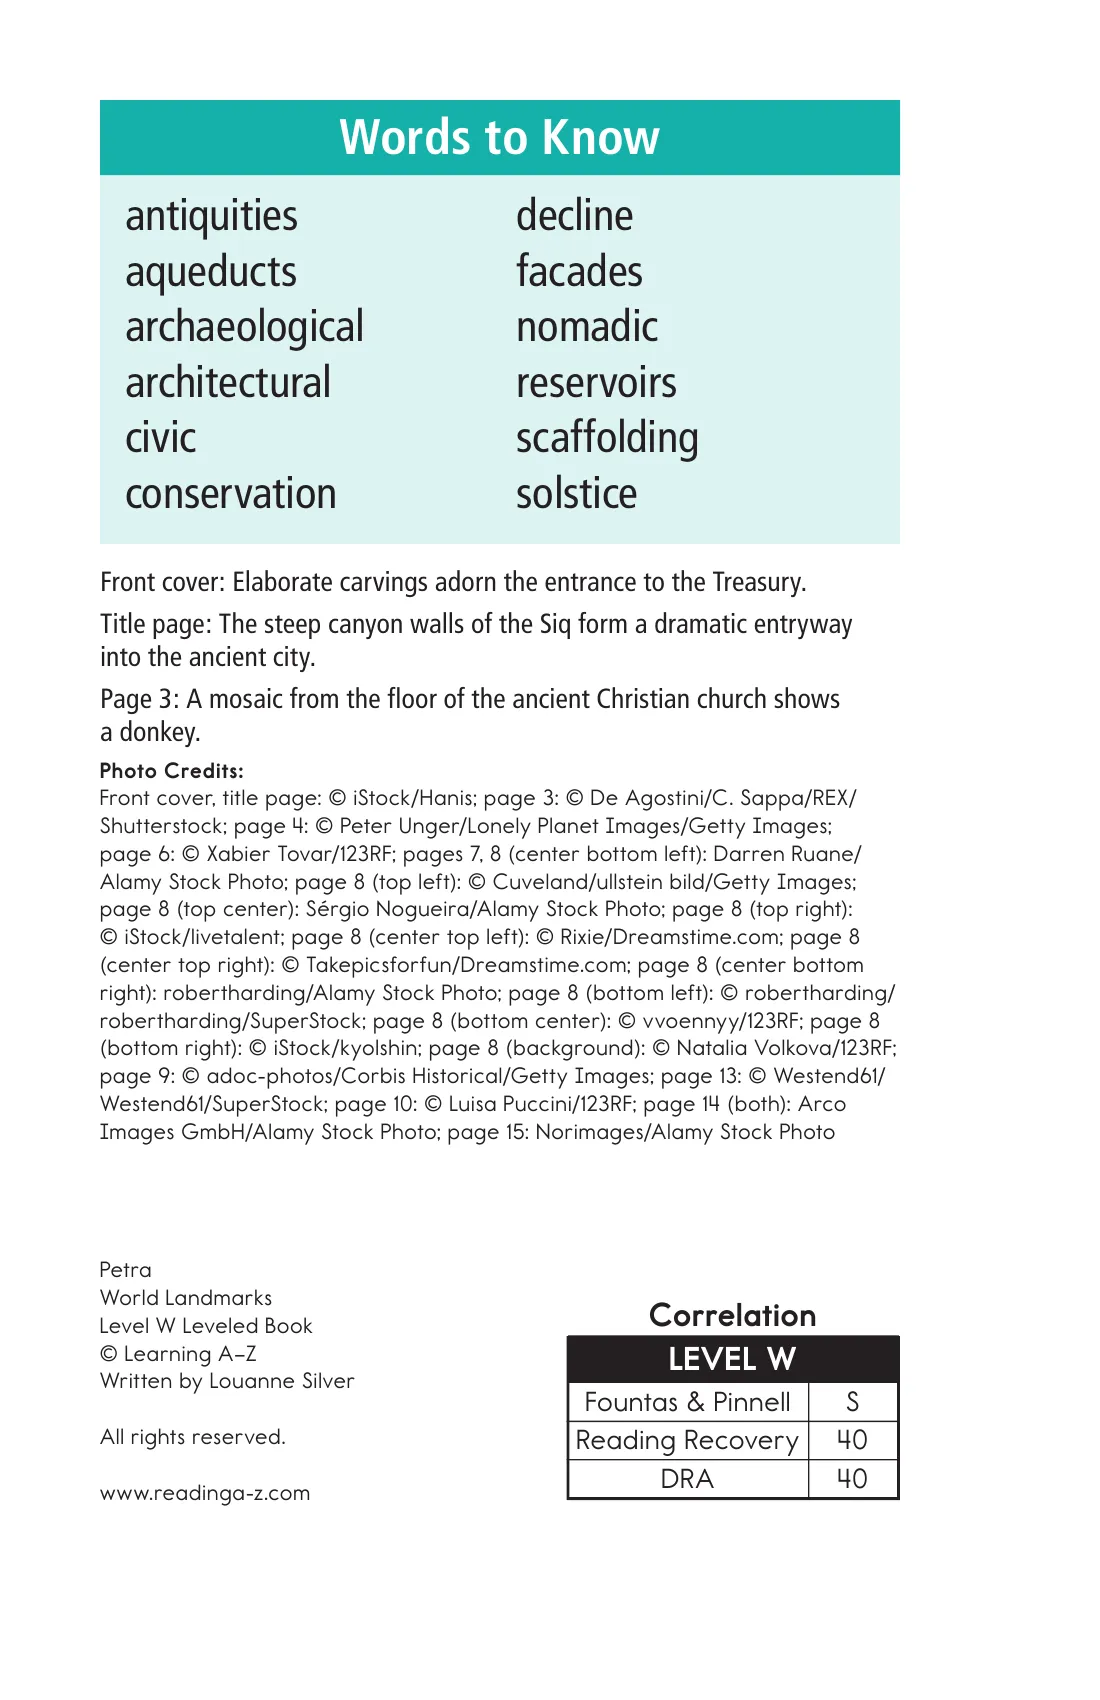 Words to Know
antiquities
aqueducts
archaeological
architectural
civic
conservation
decline
facades
nomadic
reservoirs
scaffolding
solstice
Front cover: Elaborate carvings adorn the entrance to the Treasury.
Title page: The steep canyon walls of the Siq form a dramatic entryway
into the ancient city.
Page 3: A mosaic from the floor of the ancient Christian church shows
a donkey.
Photo Credits:
Front cover, title page: © iStock/Hanis; page 3: © De Agostini/C. Sappa/REX/
Shutterstock; page 4: © Peter Unger/Lonely Planet Images/Getty Images;
page 6: © Xabier Tovar/123RF; pages 7, 8 (center bottom left): Darren Ruane/
Alamy Stock Photo; page 8 (top left): © Cuveland/ullstein bild/Getty Images;
page 8 (top center): Sérgio Nogueira/Alamy Stock Photo; page 8 (top right):
© iStock/livetalent; page 8 (center top left): © Rixie/Dreamstime.com; page 8
(center top right): © Takepicsforfun/Dreamstime.com; page 8 (center bottom
right): robertharding/Alamy Stock Photo; page 8 (bottom left): © robertharding/
robertharding/SuperStock; page 8 (bottom center): © vvoennyy/123RF; page 8
(bottom right): © iStock/kyolshin; page 8 (background): © Natalia Volkova/123RF;
page 9: © adoc-photos/Corbis Historical/Getty Images; page 13: © Westend61/
Westend61/SuperStock; page 10: © Luisa Puccini/123RF; page 14 (both): Arco
Images GmbH/Alamy Stock Photo; page 15: Norimages/Alamy Stock Photo
Petra
World Landmarks
Level W Leveled Book
© Learning A–Z
Written by Louanne Silver
All rights reserved.
www.readinga-z.com
Correlation
LEVEL W
Fountas & Pinnell S
Reading Recovery 40
DRA 40